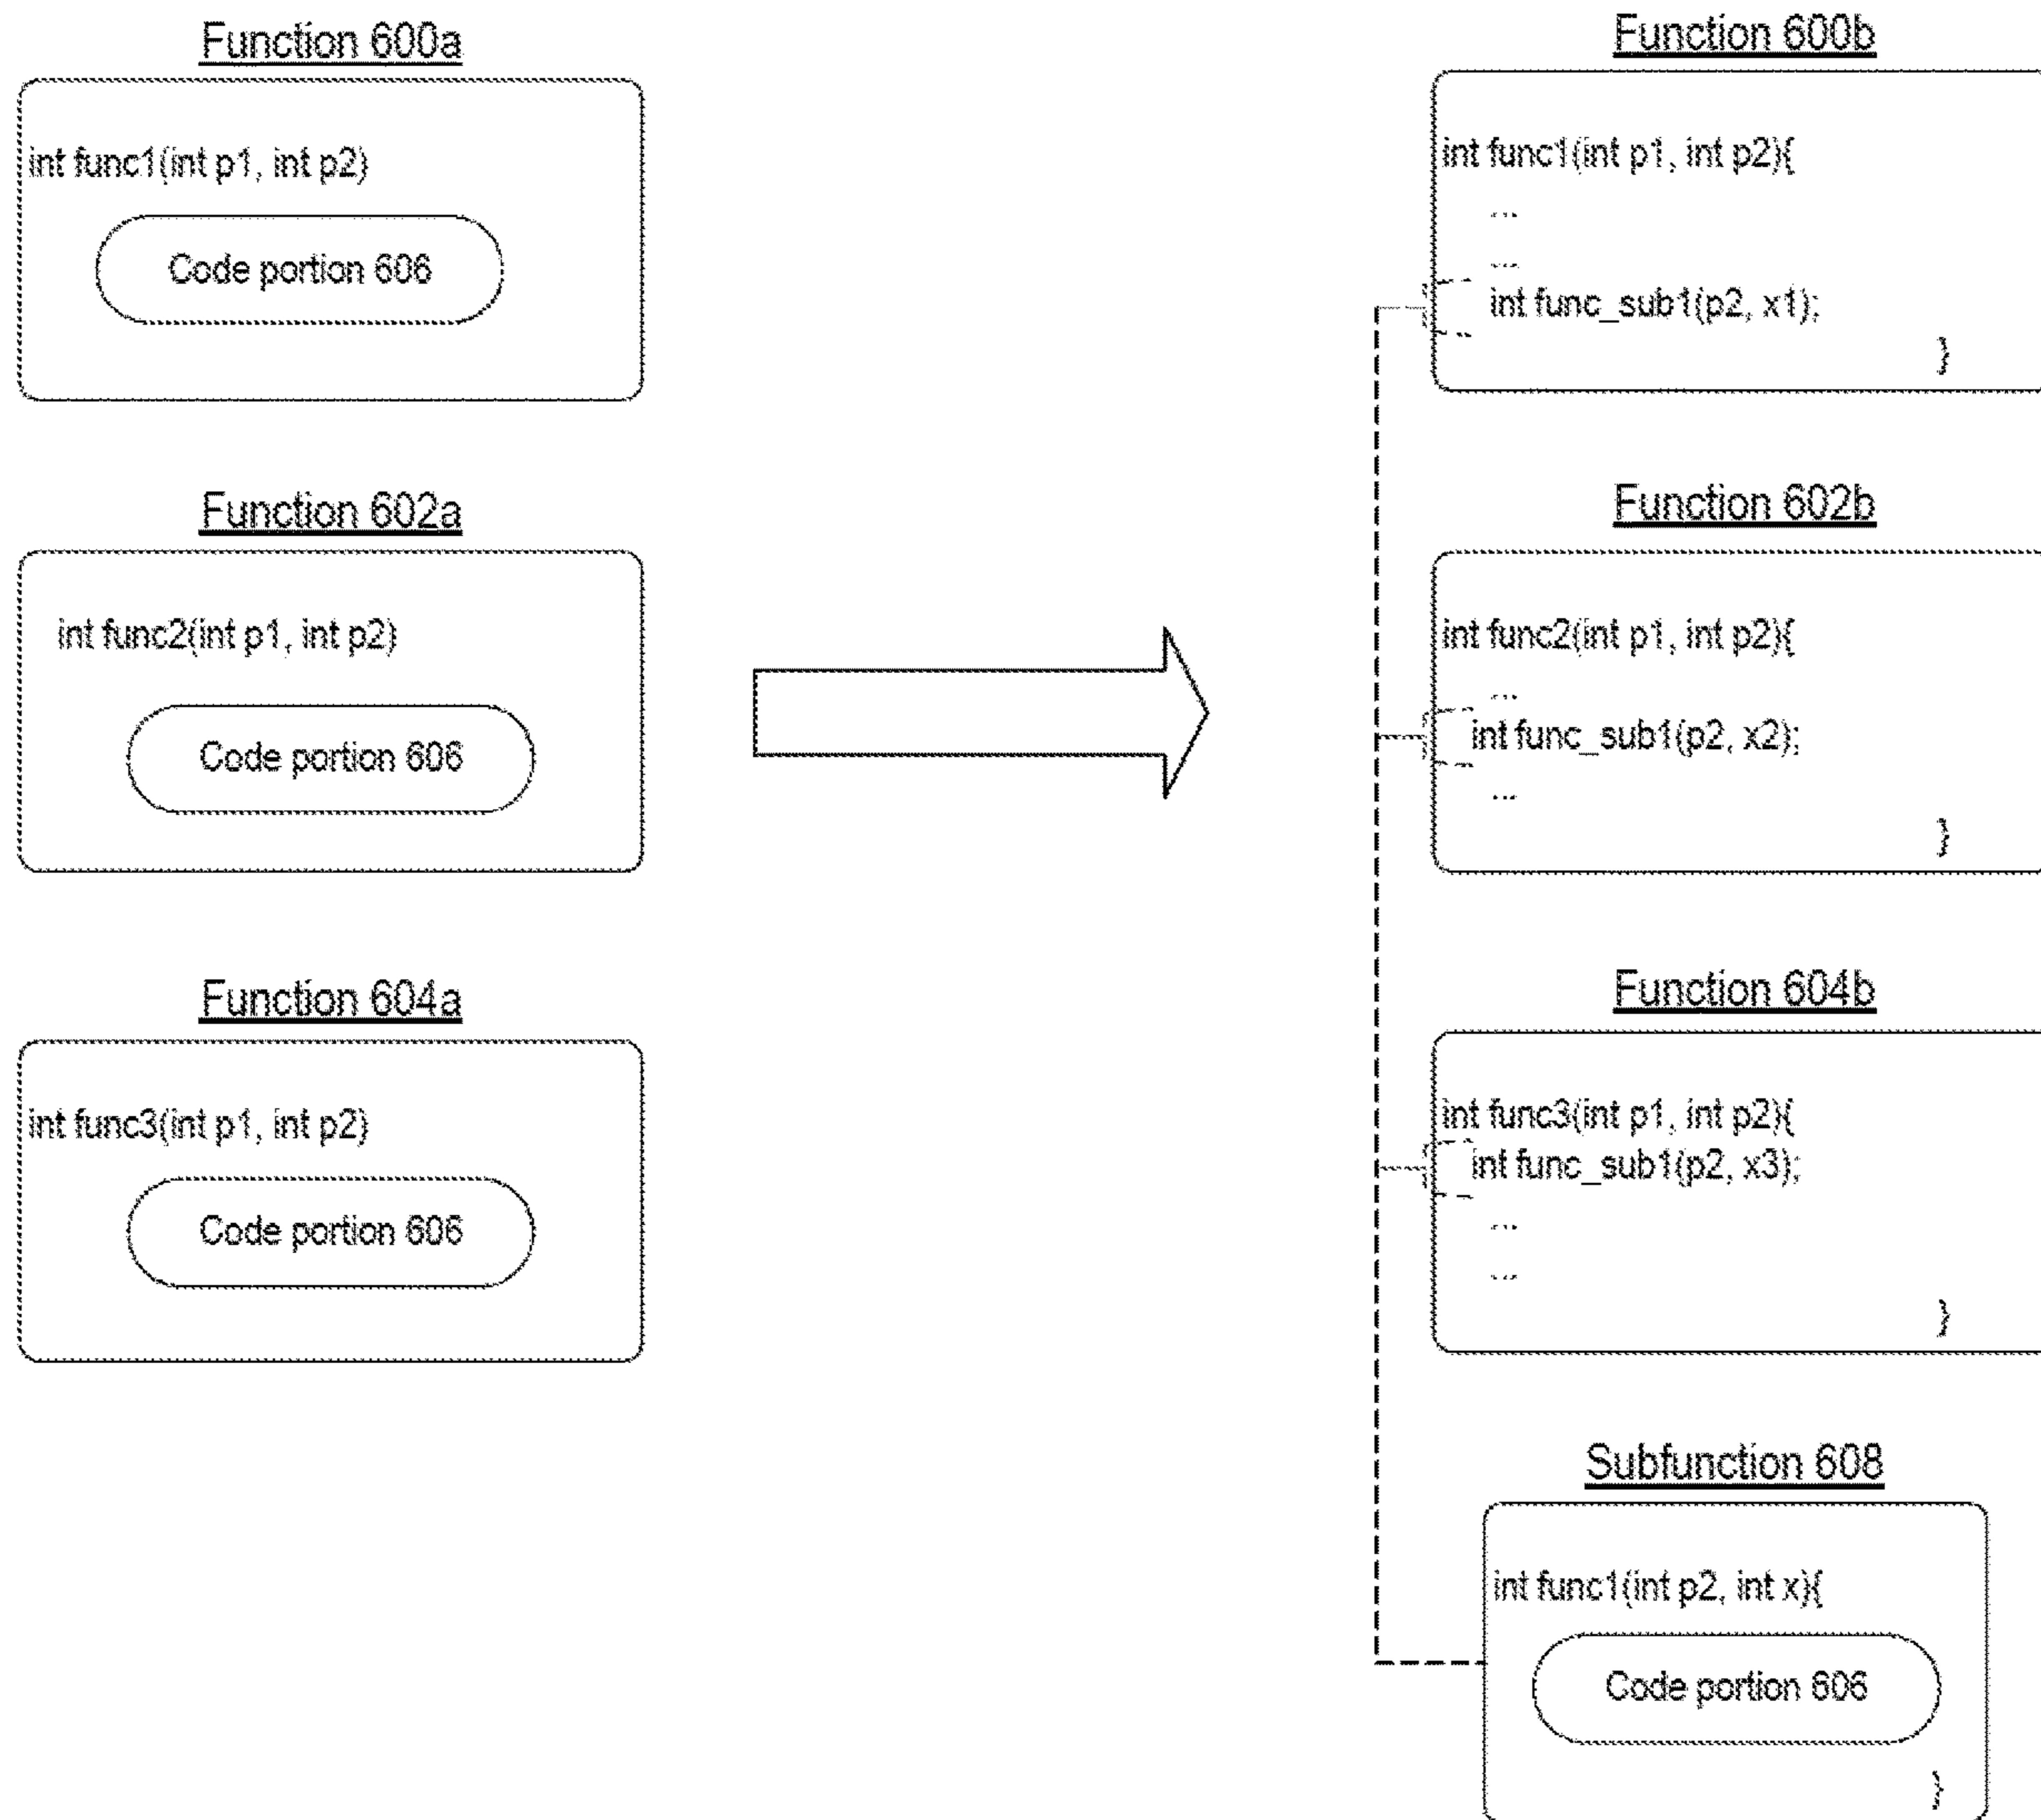 Function 600a
int func1(int p1, int p2)
Code portion 606
Function 602a
int func2(int p1, int p2)
Code portion 606
Function 604a
int func3(int p1, int p2)
Code portion 606
Function 600b
int func1(int p1, int p2){
...
...
int func_sub1(p2, x1);
}
Function 602b
int func2(int p1, int p2){
...
int func_sub1(p2, x2);
...
}
Function 604b
int func3(int p1, int p2){
int func_sub1(p2, x3);
...
...
}
Subfunction 608
int func1(int p2, int x){
Code portion 606
}